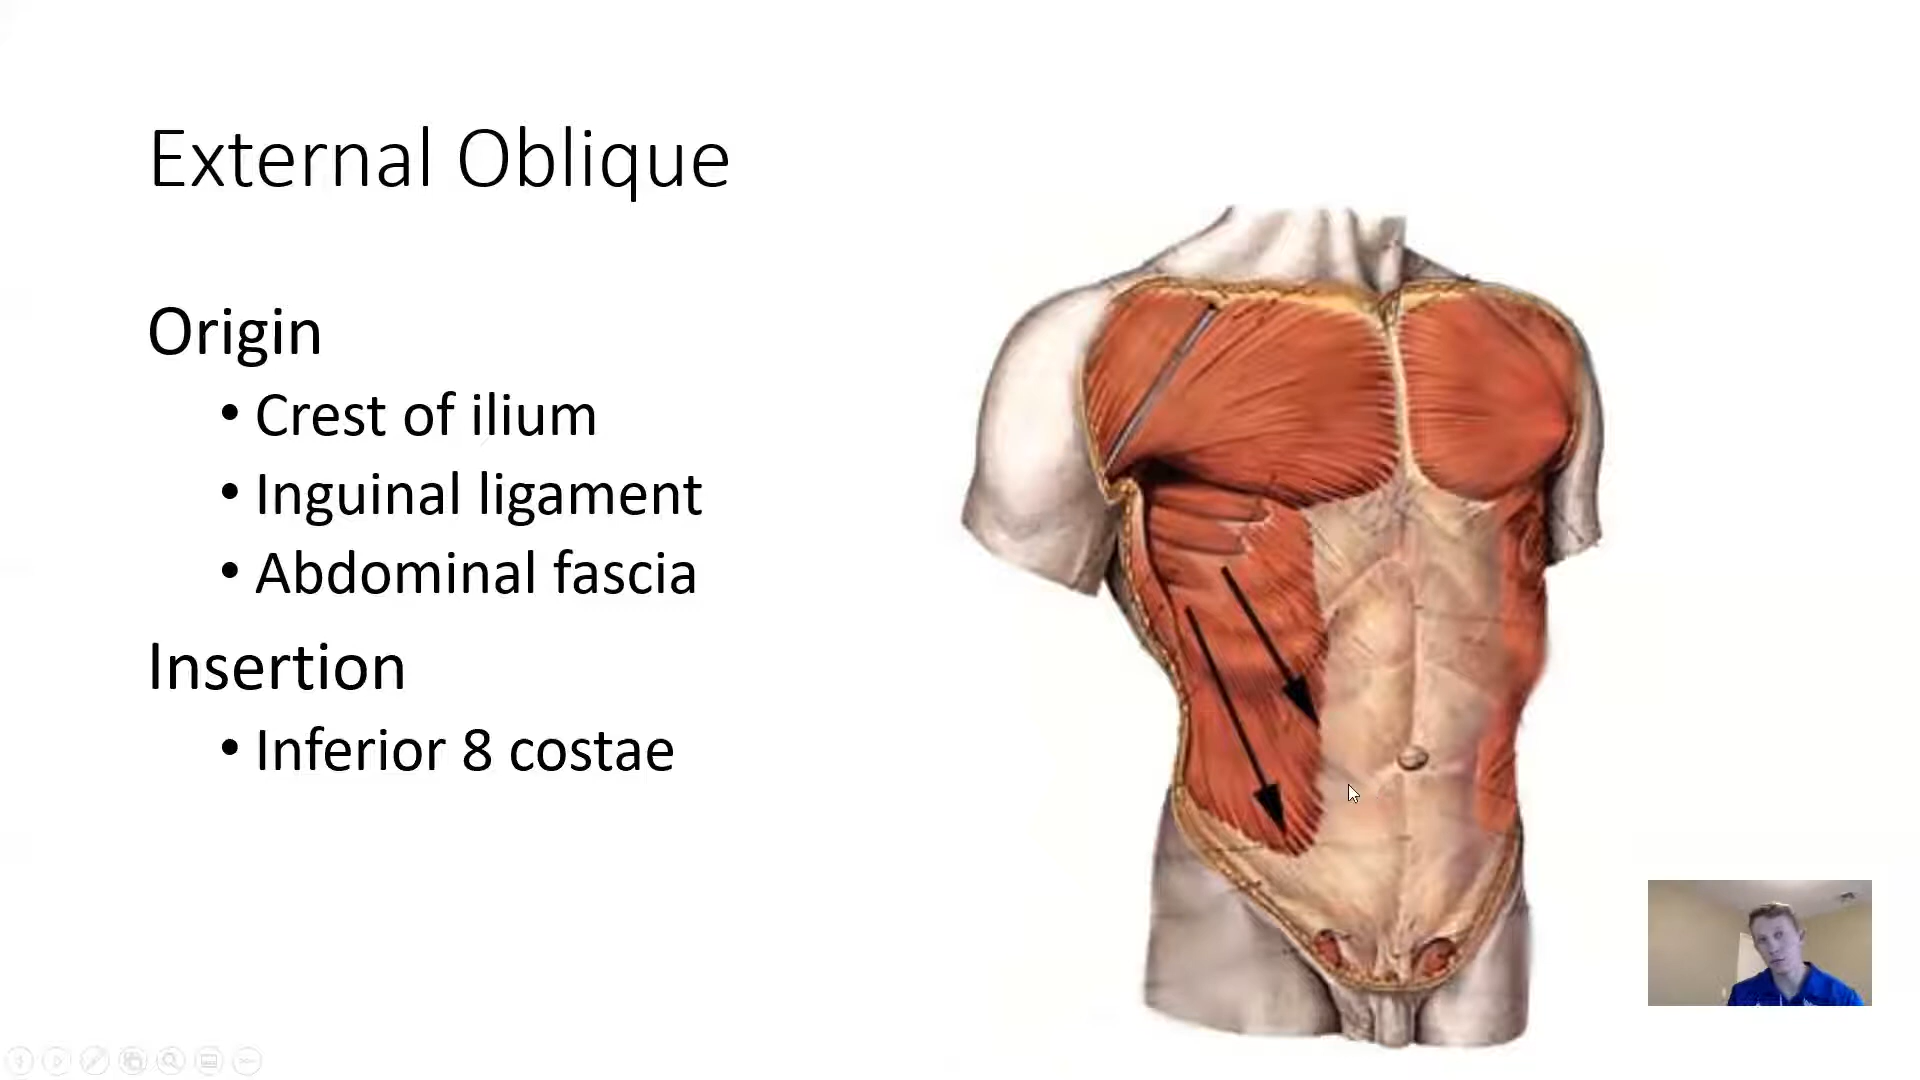 External Oblique
Origin
• Crest of ilium
• Inguinal ligament
• Abdominal fascia
Insertion
• Inferior 8 costae